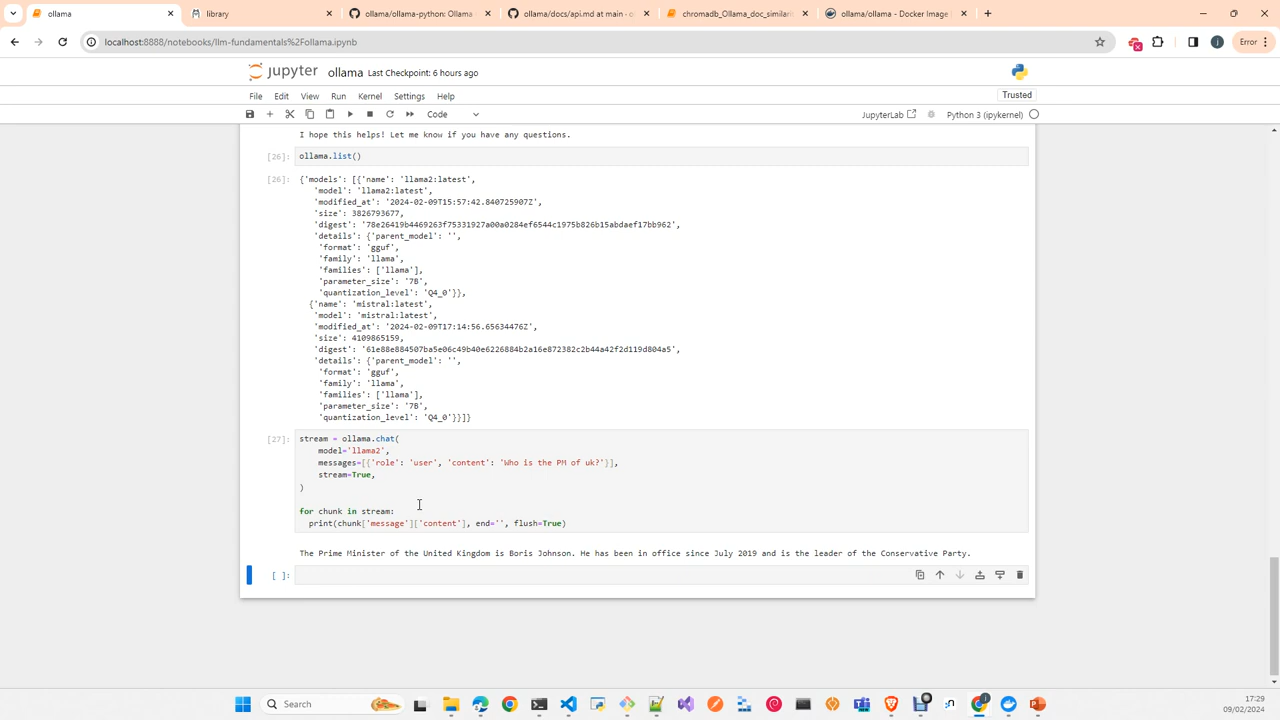 ollama
library
ollama/ollama-python: Ollama
ollama/docs/api.md at main · o
chromadb_Ollama_doc_similarit
ollama/ollama - Docker Image
localhost:8888/notebooks/llm-fundamentals%2Follama.ipynb
j
Error
jupyter
ollama Last Checkpoint: 6 hours ago
File Edit View Run Kernel Settings Help
Trusted
Code
JupyterLab
Python 3 (ipykernel)
I hope this helps! Let me know if you have any questions.
[26]: ollama.list()
[26]: {'models': [{'name': 'llama2:latest',
'model': 'llama2:latest',
'modified_at': '2024-02-09T15:57:42.840725907Z',
'size': 3826793677,
'digest': '78e26419b4469263f75331927a00a0284ef6544c1975b826b15abdaef17bb962',
'details': {'parent_model': '',
'format': 'gguf',
'family': 'llama',
'families': ['llama'],
'parameter_size': '7B',
'quantization_level': 'Q4_0'}},
{'name': 'mistral:latest',
'model': 'mistral:latest',
'modified_at': '2024-02-09T17:14:56.65634476Z',
'size': 4109865159,
'digest': '61e88e884507ba5e06c49b40e6226884b2a16e872382c2b44a42f2d119d804a5',
'details': {'parent_model': '',
'format': 'gguf',
'family': 'llama',
'families': ['llama'],
'parameter_size': '7B',
'quantization_level': 'Q4_0'}}]}
[27]: stream = ollama.chat(
model='llama2',
messages=[{'role': 'user', 'content': 'Who is the PM of uk?'}],
stream=True,
)
for chunk in stream:
print(chunk['message']['content'], end='', flush=True)
The Prime Minister of the United Kingdom is Boris Johnson. He has been in office since July 2019 and is the leader of the Conservative Party.
[ ]:
Search
17:29
09/02/2024